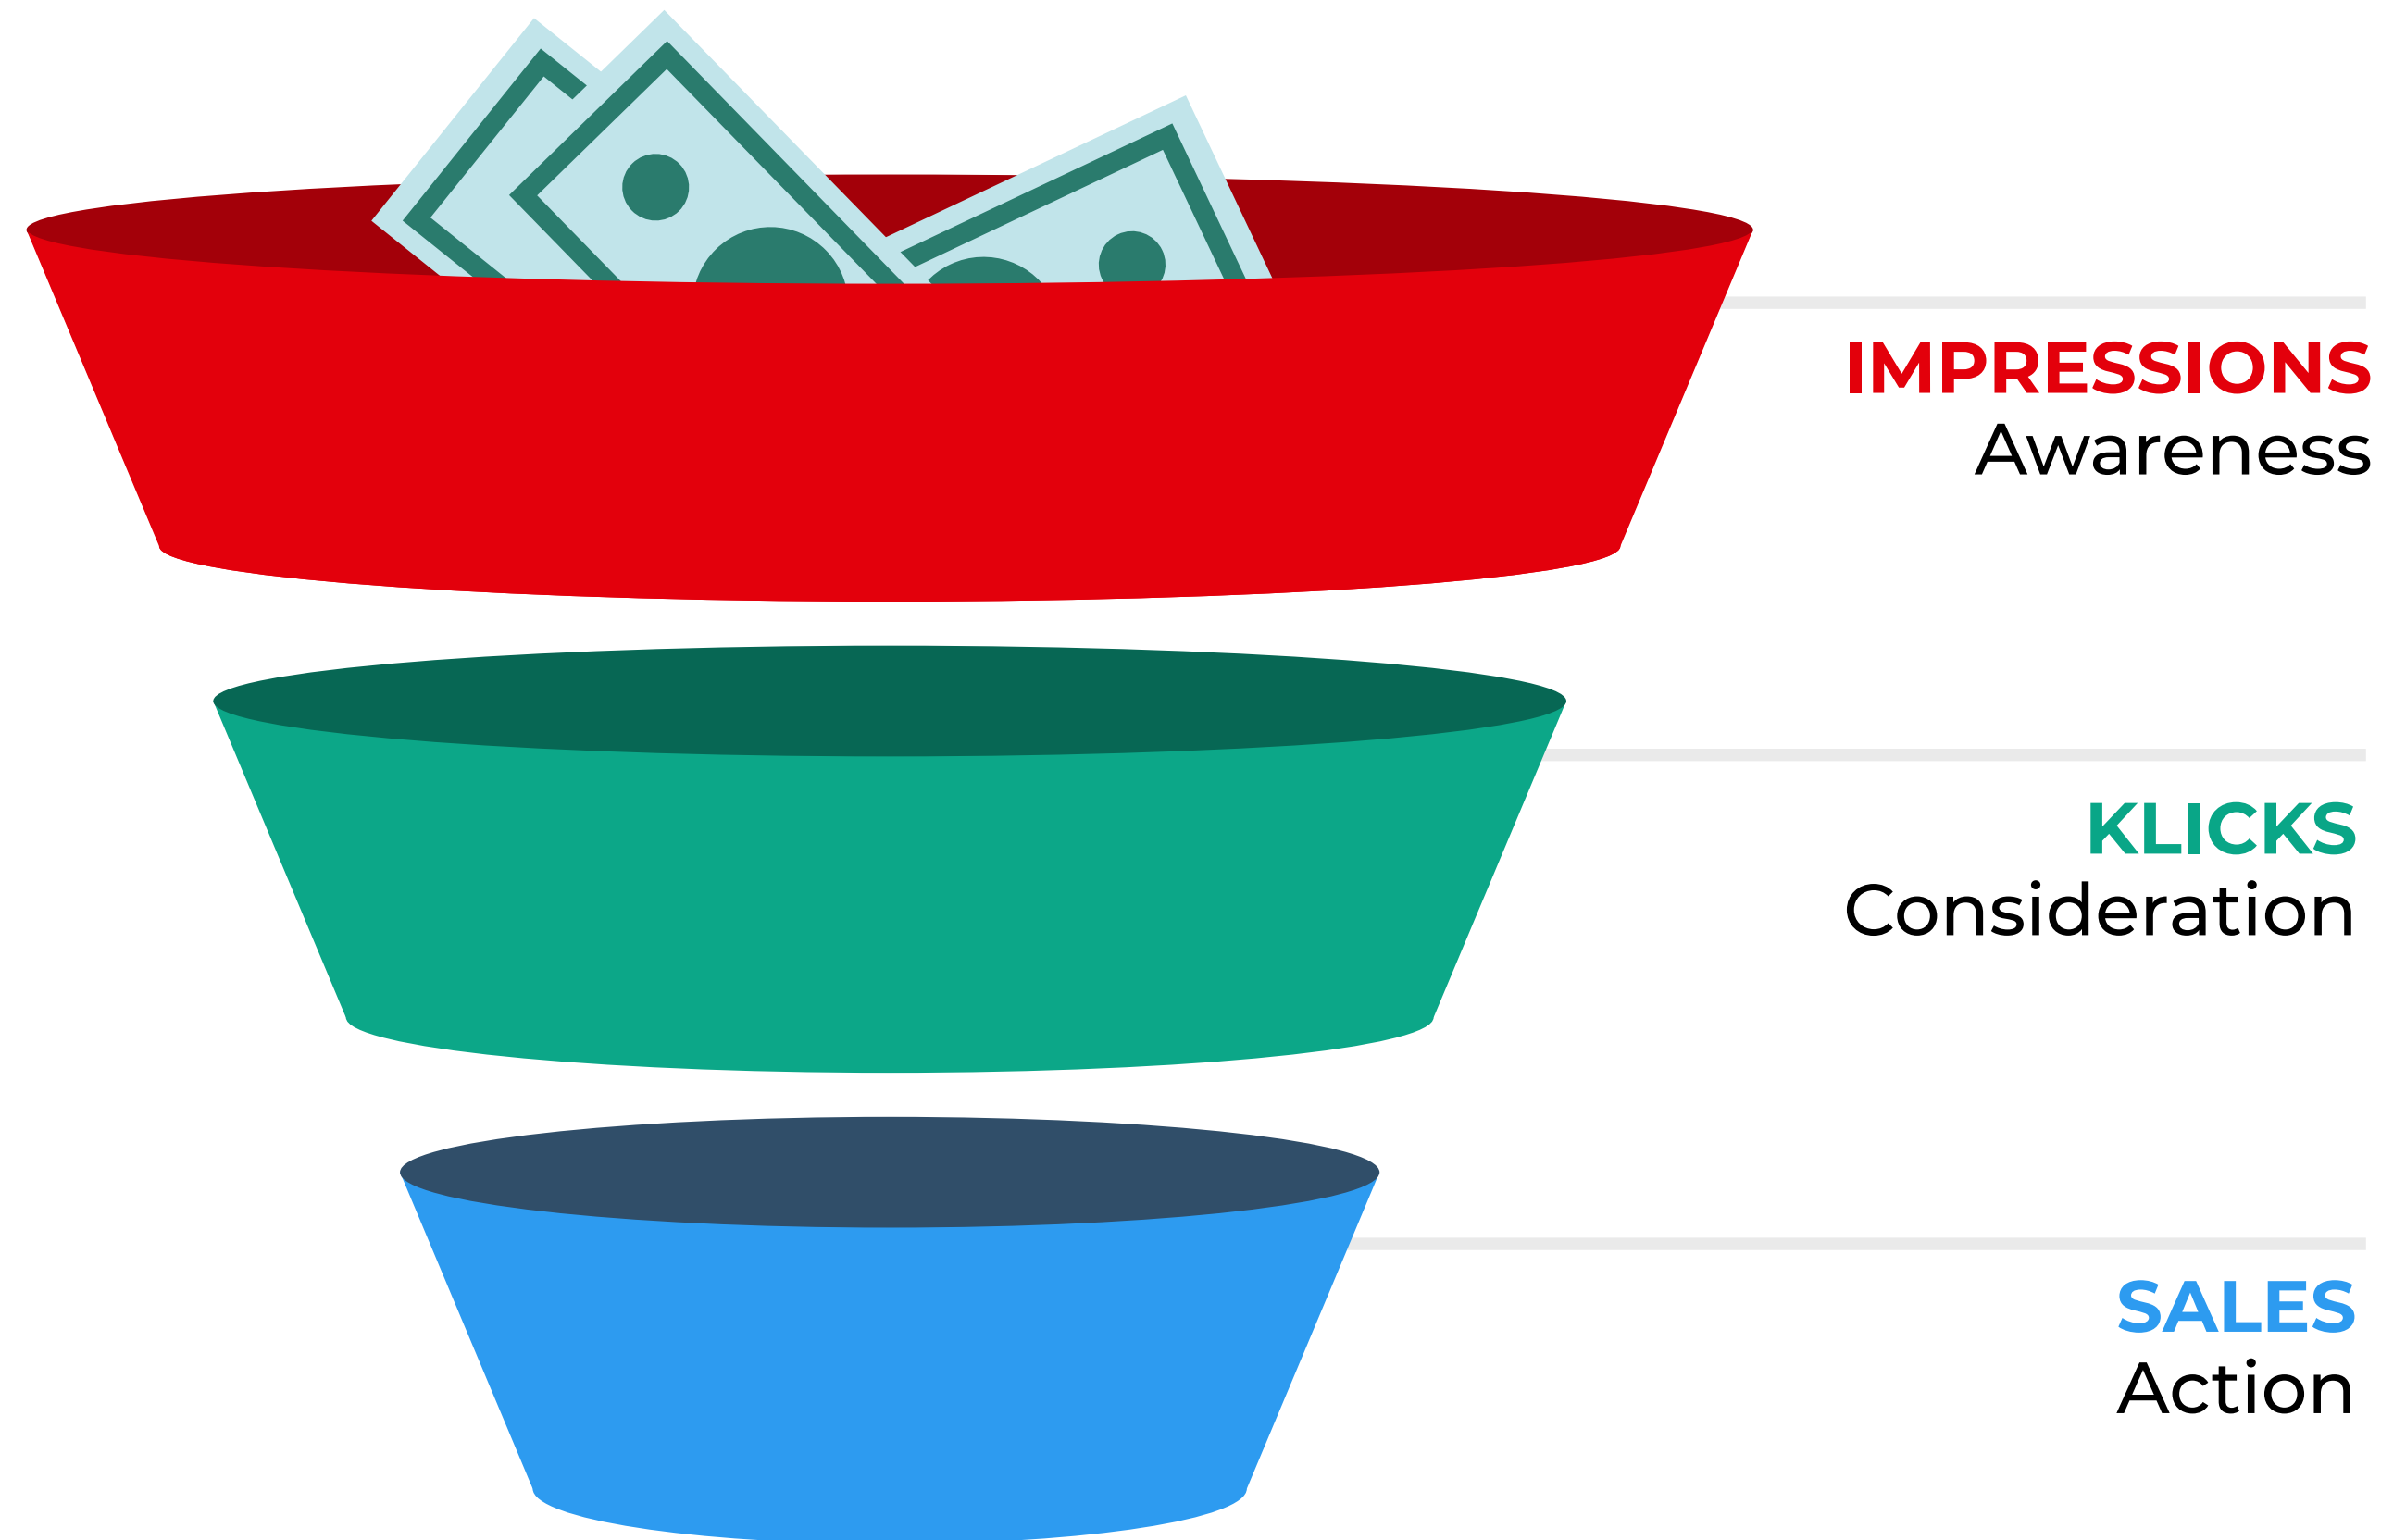 IMPRESSIONS
Awareness
KLICKS
Consideration
SALES
Action